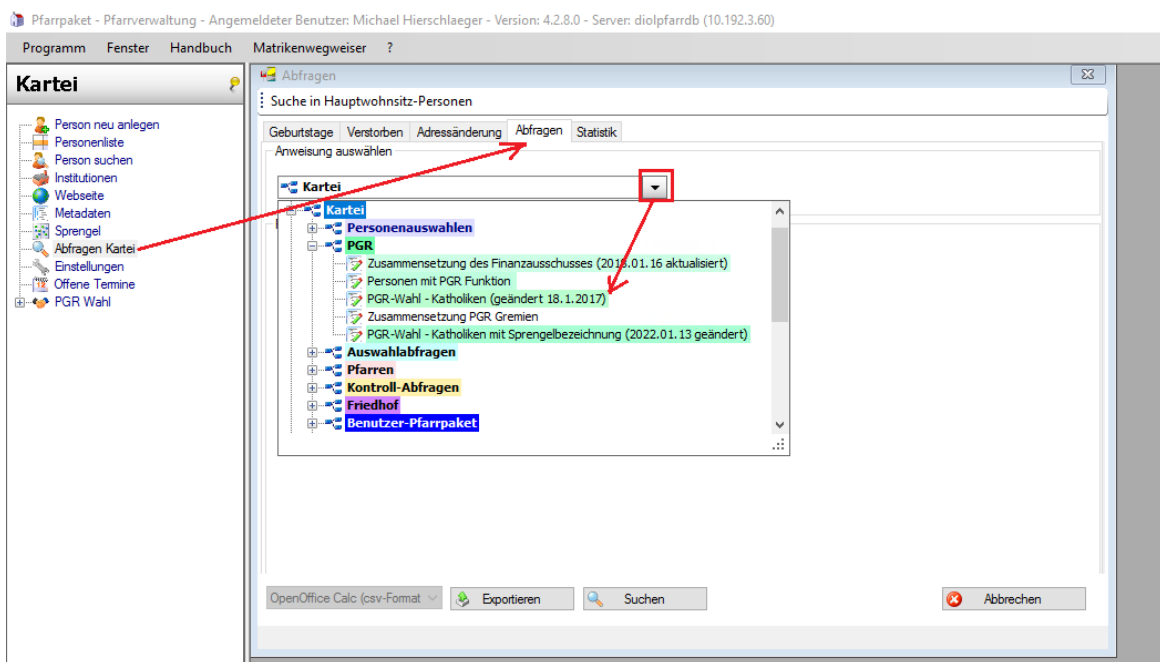 Pfarrpaket - Pfarrverwaltung - Angemeldeter Benutzer: Michael Hierschlaeger - Version: 4.2.8.0 - Server: diolpfarrdb (10.192.3.60)
Programm Fenster Handbuch Matrikenwegweiser ?
Kartei
Person neu anlegen
Personenliste
Person suchen
Institutionen
Webseite
Metadaten
Sprengel
Abfragen Kartei
Einstellungen
Offene Termine
PGR Wahl
Abfragen
Suche in Hauptwohnsitz-Personen
Geburtstage Verstorben Adressänderung Abfragen Statistik
Anweisung auswählen
Kartei
Kartei
Personenauswahlen
PGR
Zusammensetzung des Finanzausschusses (2018.01.16 aktualisiert)
Personen mit PGR Funktion
PGR-Wahl - Katholiken (geändert 18.1.2017)
Zusammensetzung PGR Gremien
PGR-Wahl - Katholiken mit Sprengelbezeichnung (2022.01.13 geändert)
Auswahlabfragen
Pfarren
Kontroll-Abfragen
Friedhof
Benutzer-Pfarrpaket
OpenOffice Calc (csv-Format Exportieren Suchen Abbrechen